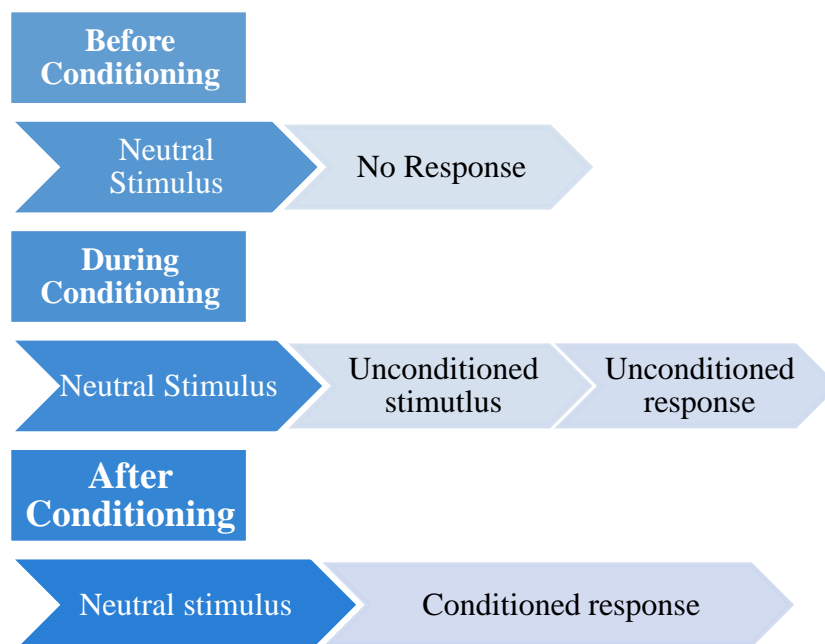 Before
Conditioning
Neutral
Stimulus
No Response
During
Conditioning
Neutral Stimulus
Unconditioned
stimutlus
Unconditioned
response
After
Conditioning
Neutral stimulus
Conditioned response